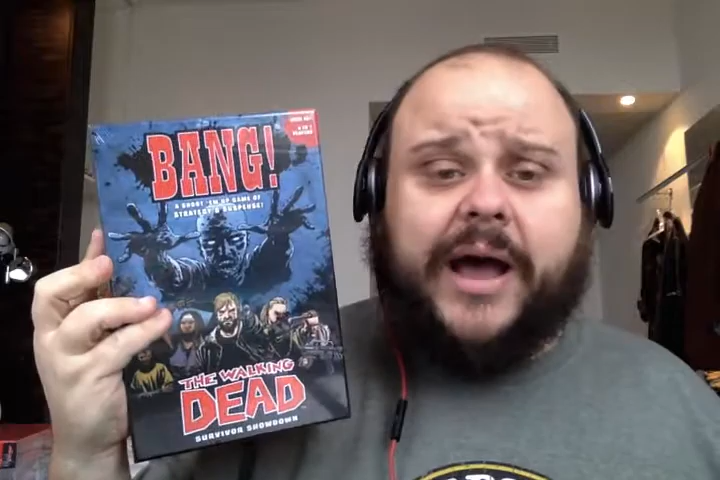 BANG!
A SHOOT 'EM UP GAME OF
STRATEGY & SUSPENSE!
THE WALKING
DEAD
SURVIVOR SHOWDOWN